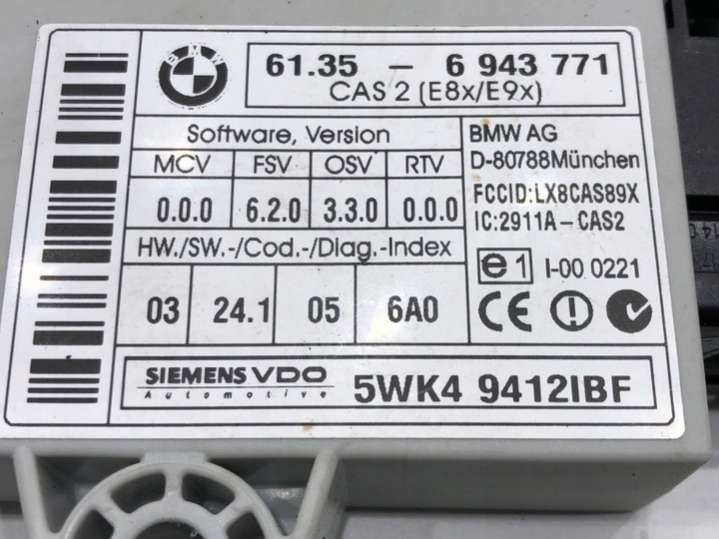 BMW
61.35 - 6 943 771
CAS 2 (E8x/E9x)
Software, Version
MCV FSV OSV RTV
0.0.0 6.2.0 3.3.0 0.0.0
HW./SW.-/Cod.-/Diag.-Index
03 24.1 05 6A0
BMW AG
D-80788München
FCCID:LX8CAS89X
IC:2911A-CAS2
e1 I-00 0221
CE
SIEMENS VDO
Automotive
5WK4 9412IBF